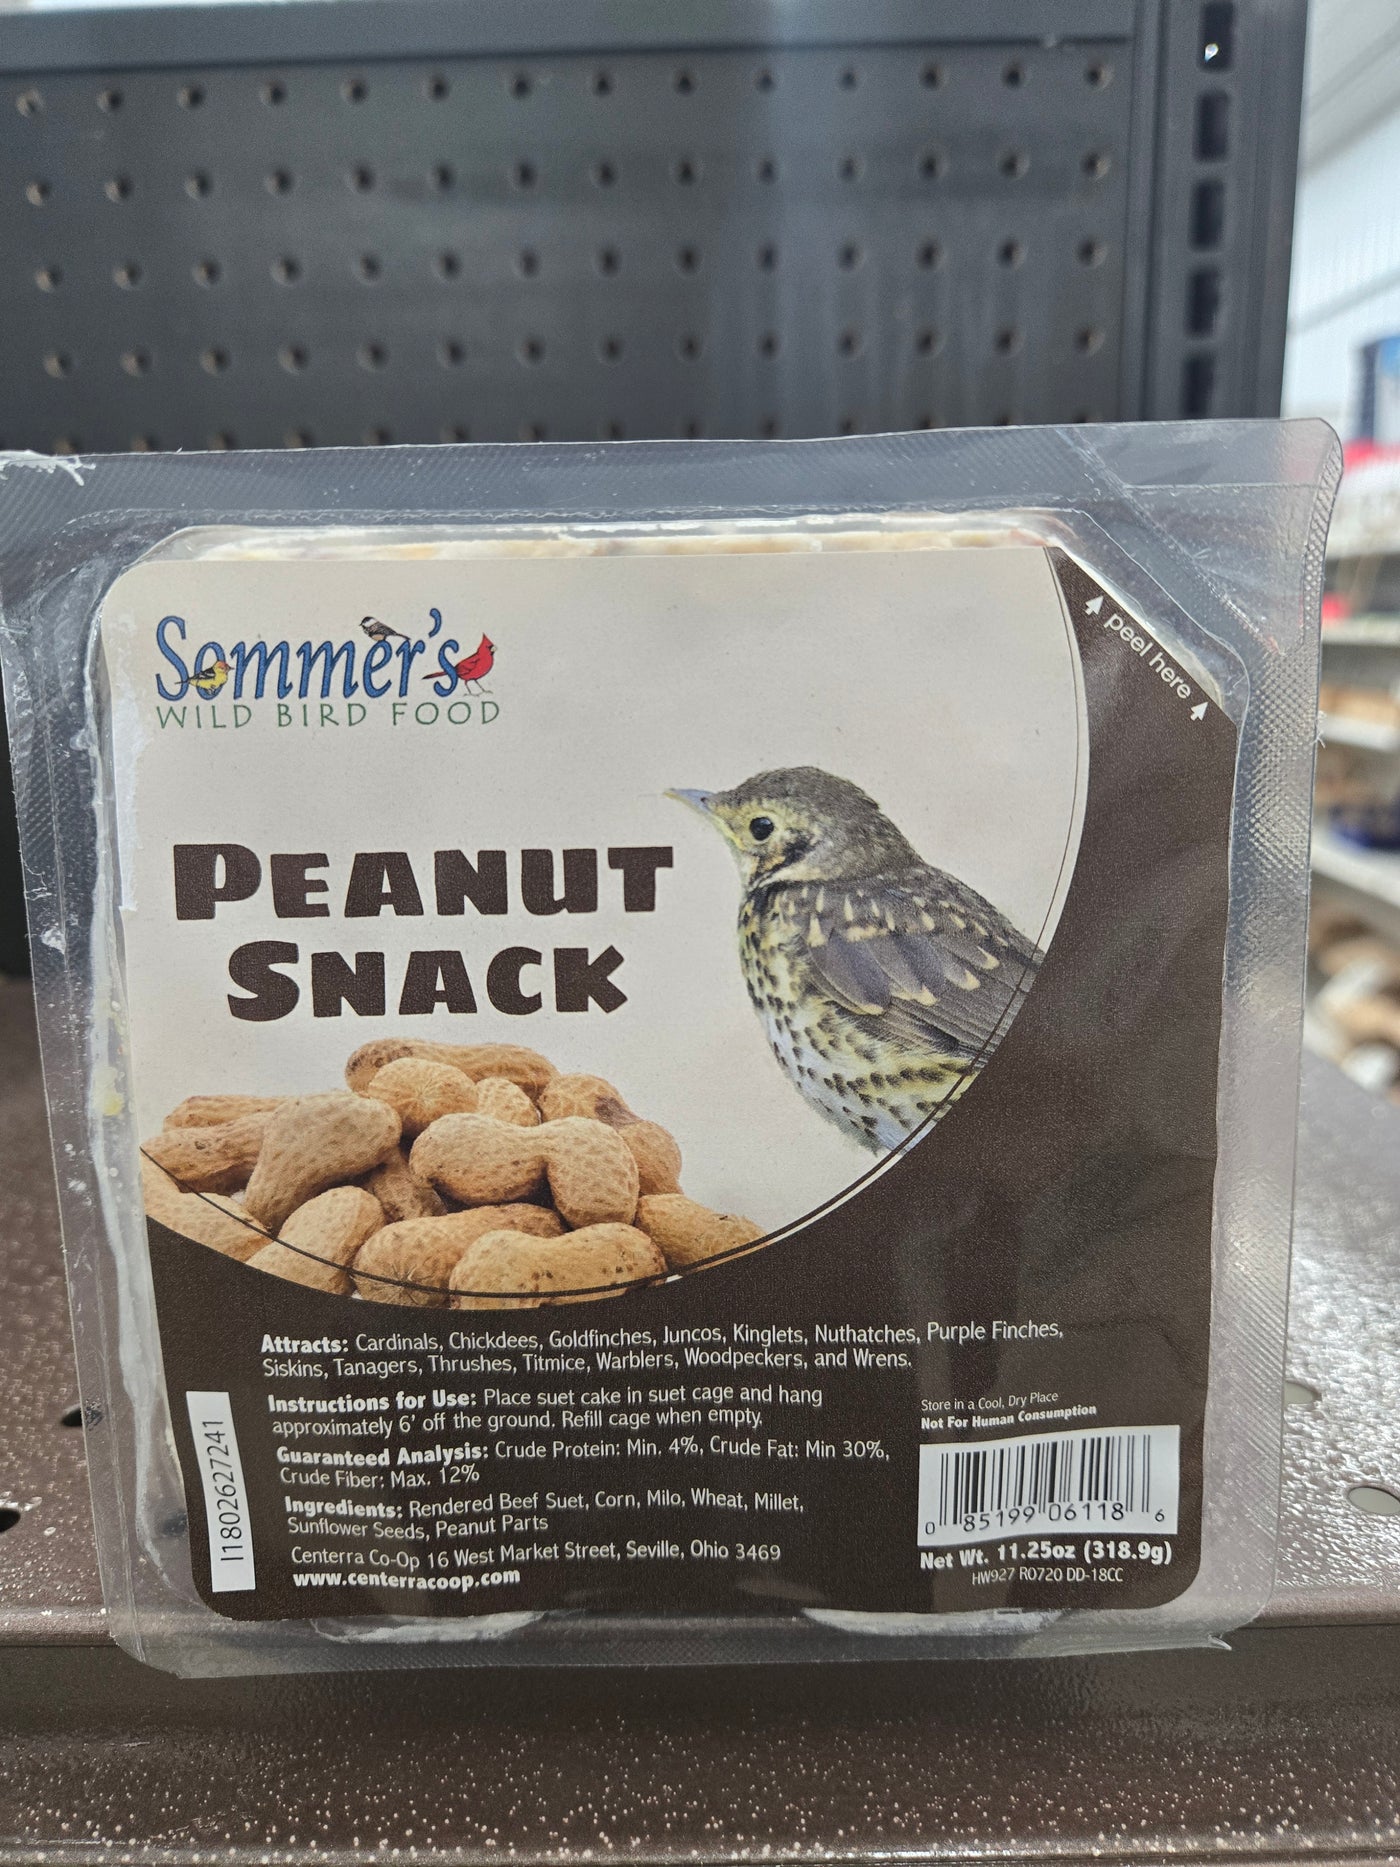 Sommer's
WILD BIRD FOOD
↑ peel here ↑
PEANUT
SNACK
Attracts: Cardinals, Chickdees, Goldfinches, Juncos, Kinglets, Nuthatches, Purple Finches,
Siskins, Tanagers, Thrushes, Titmice, Warblers, Woodpeckers, and Wrens.
Instructions for Use: Place suet cake in suet cage and hang
approximately 6' off the ground. Refill cage when empty.
Guaranteed Analysis: Crude Protein: Min. 4%, Crude Fat: Min 30%,
Crude Fiber: Max. 12%
Ingredients: Rendered Beef Suet, Corn, Milo, Wheat, Millet,
Sunflower Seeds, Peanut Parts
Centerra Co-Op 16 West Market Street, Seville, Ohio 3469
www.centerracoop.com
I1802627241
Store in a Cool, Dry Place
Not For Human Consumption
0 85199 06118 6
Net Wt. 11.25oz (318.9g)
HW927 R0720 DD-18CC